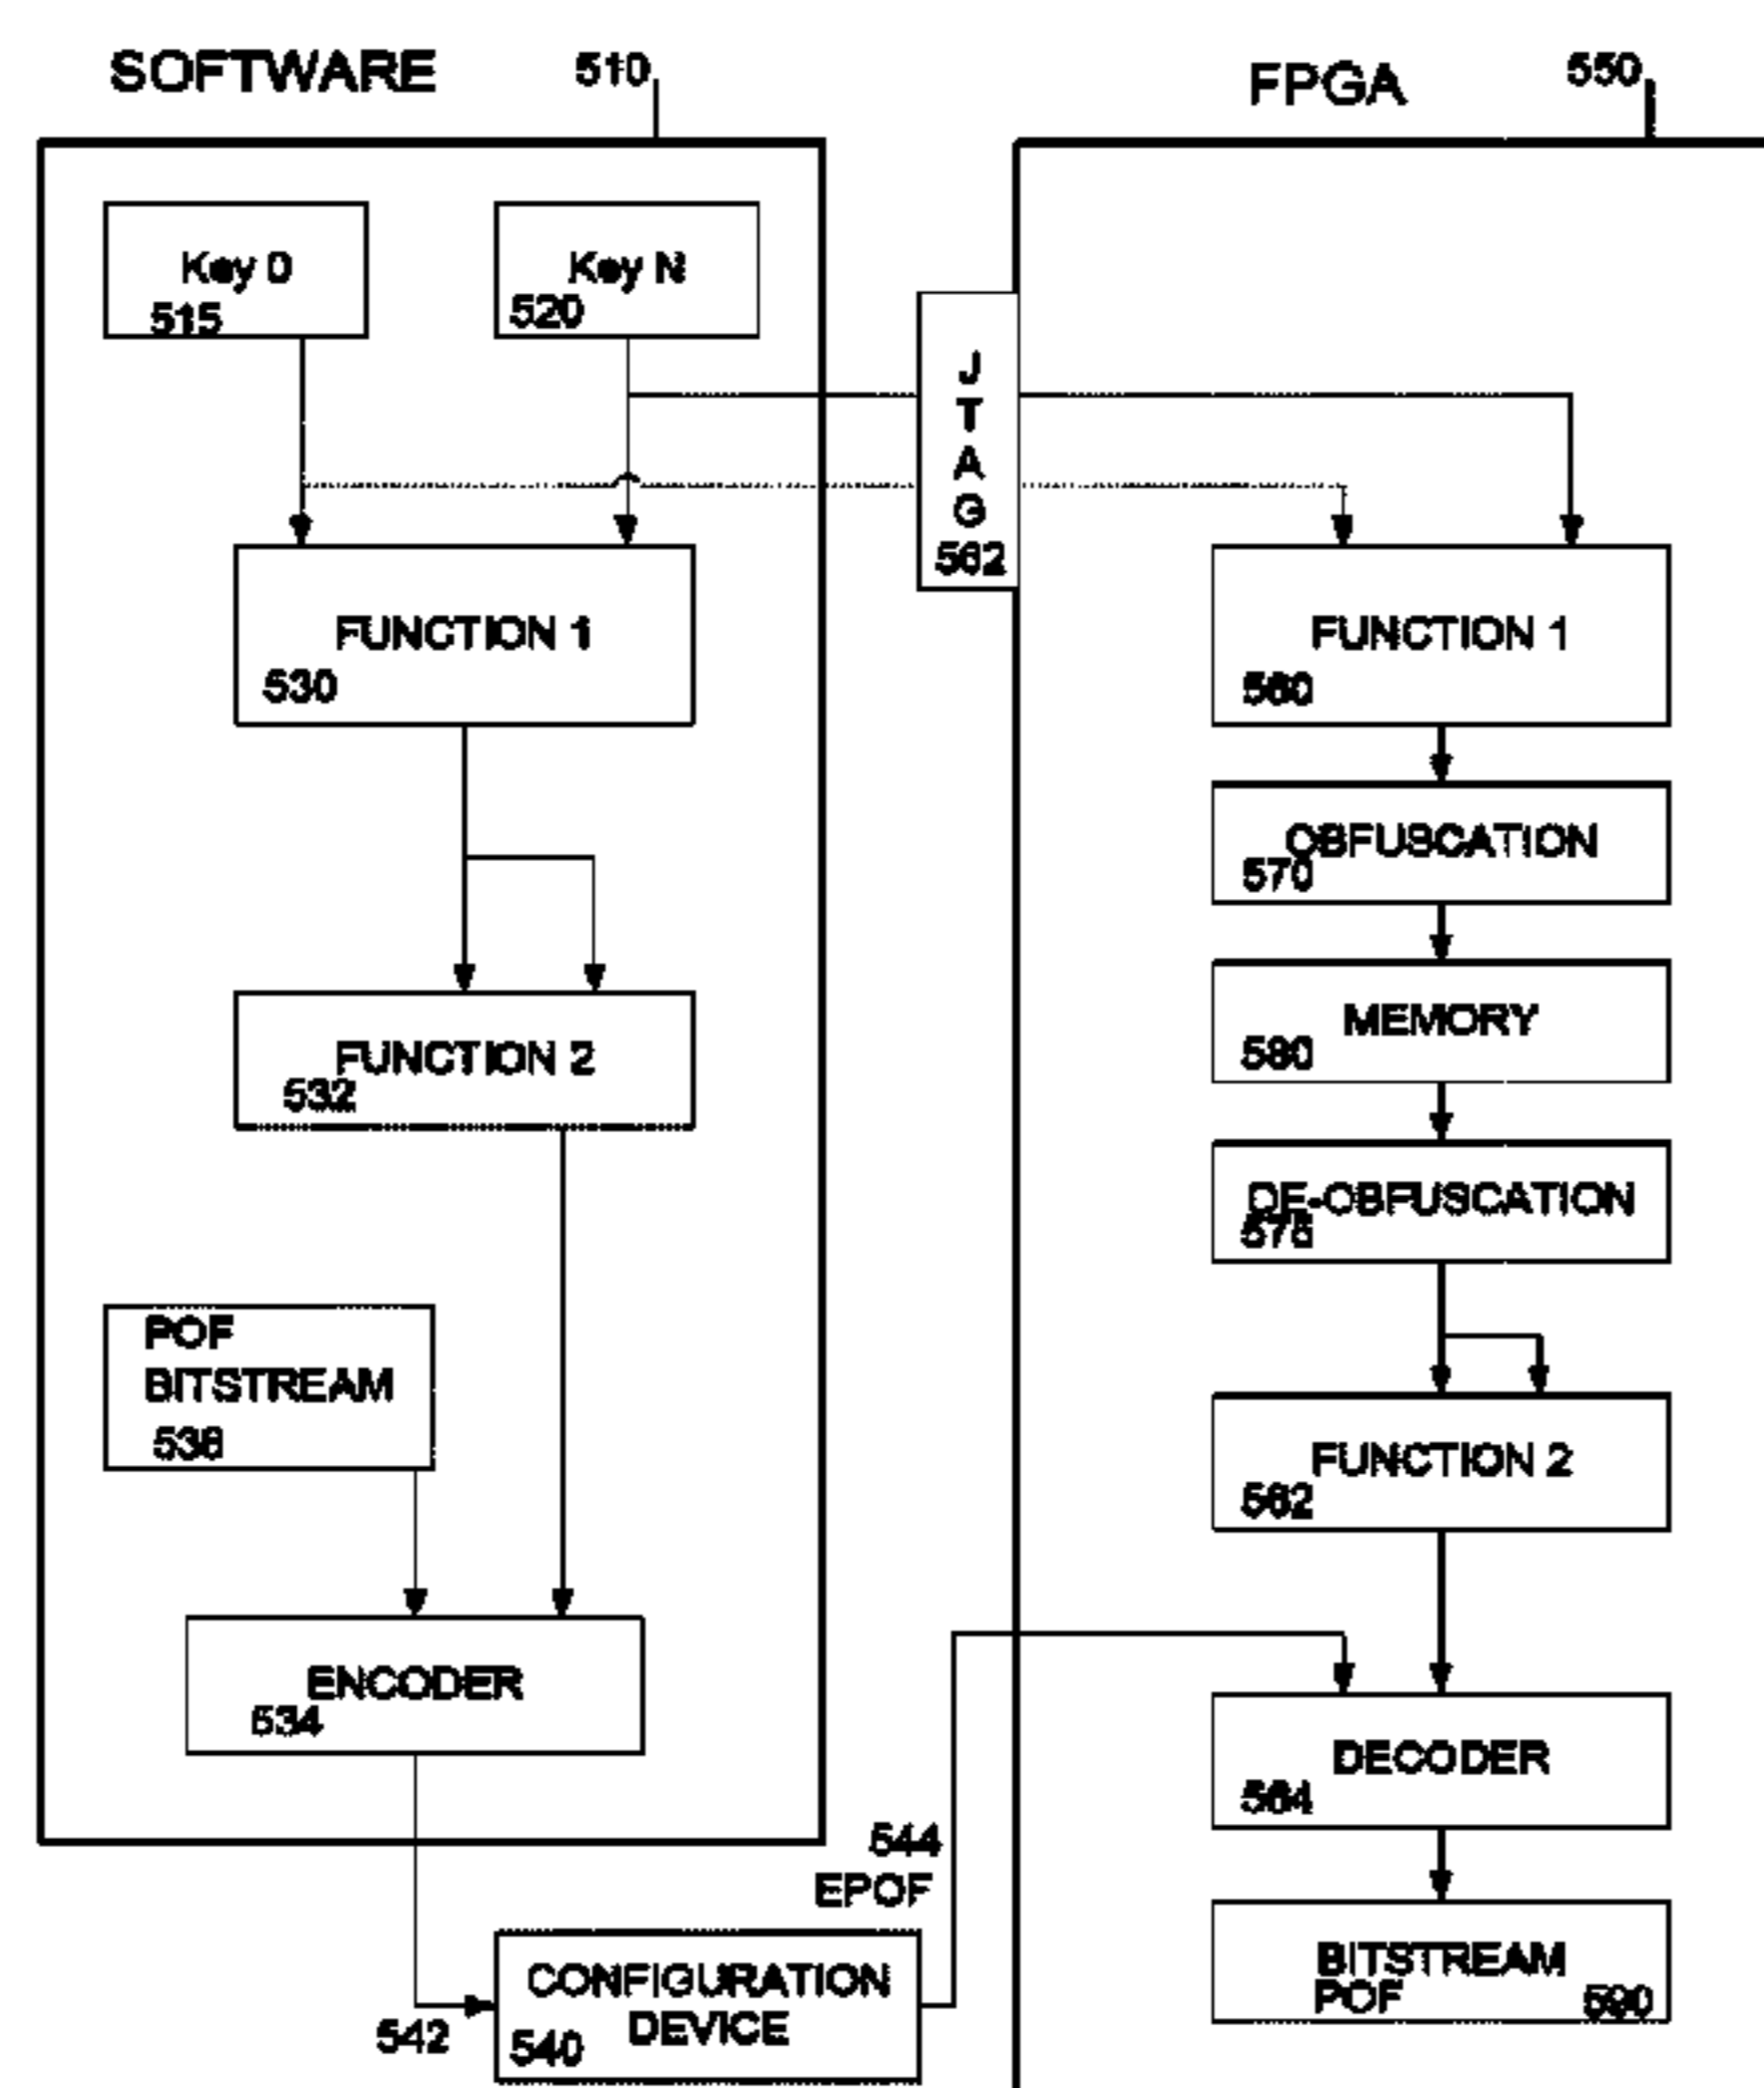 SOFTWARE
510
FPGA
550
Key 0
515
Key N
520
J
T
A
G
562
FUNCTION 1
530
FUNCTION 1
560
OBFUSCATION
570
MEMORY
580
FUNCTION 2
532
DE-OBFUSCATION
575
POF
BITSTREAM
536
FUNCTION 2
562
ENCODER
534
DECODER
564
544
EPOF
CONFIGURATION
DEVICE
540
542
BITSTREAM
POF
590